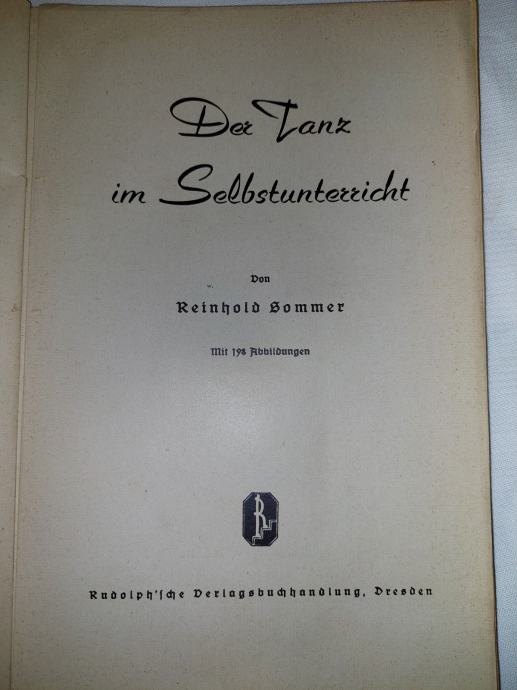 Der Tanz
im Selbstunterricht
Von
Reinhold Sommer
Mit 198 Abbildungen
R
Rudolph'sche Verlagsbuchhandlung, Dresden